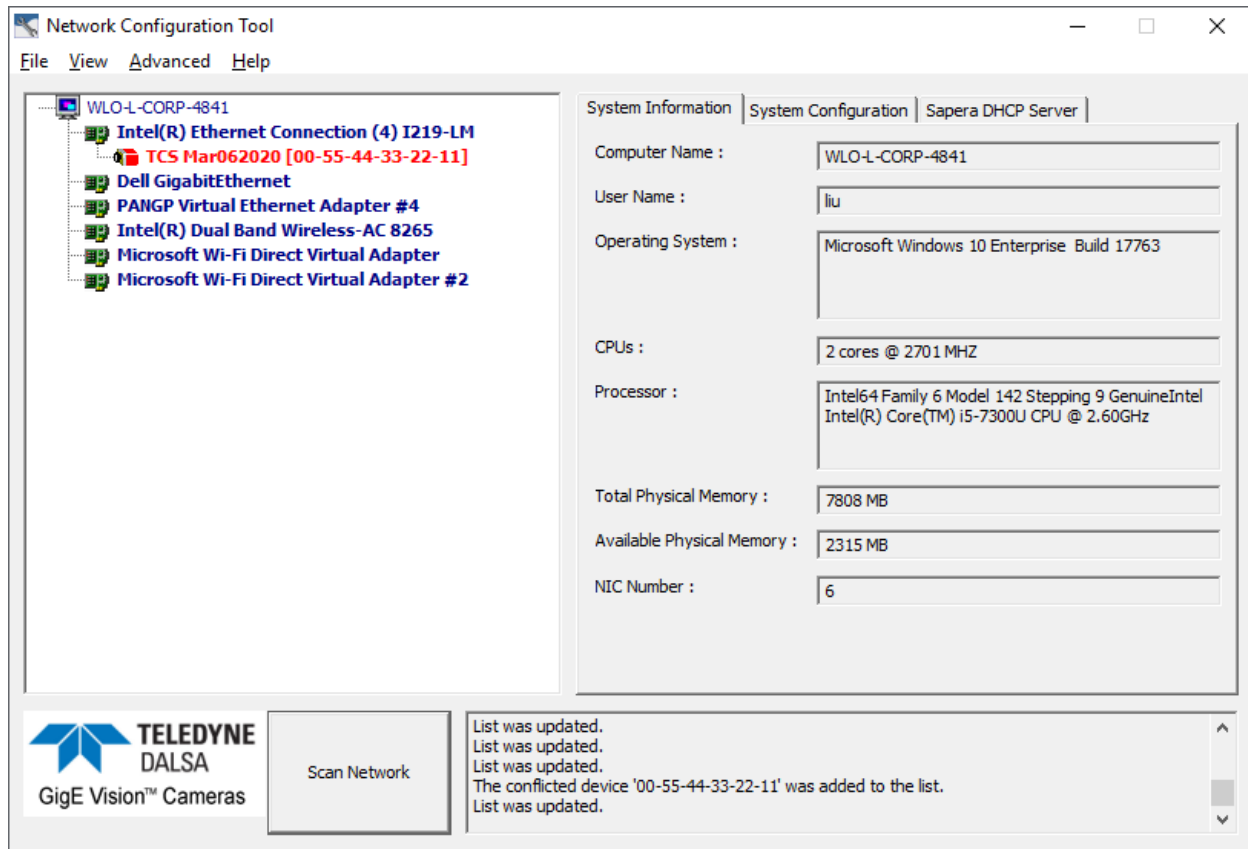 Network Configuration Tool
File View Advanced Help
WLO-L-CORP-4841
Intel(R) Ethernet Connection (4) I219-LM
TCS Mar062020 [00-55-44-33-22-11]
Dell GigabitEthernet
PANGP Virtual Ethernet Adapter #4
Intel(R) Dual Band Wireless-AC 8265
Microsoft Wi-Fi Direct Virtual Adapter
Microsoft Wi-Fi Direct Virtual Adapter #2
System Information System Configuration Sapera DHCP Server
Computer Name : WLO-L-CORP-4841
User Name : liu
Operating System : Microsoft Windows 10 Enterprise Build 17763
CPUs : 2 cores @ 2701 MHZ
Processor : Intel64 Family 6 Model 142 Stepping 9 GenuineIntel
Intel(R) Core(TM) i5-7300U CPU @ 2.60GHz
Total Physical Memory : 7808 MB
Available Physical Memory : 2315 MB
NIC Number : 6
TELEDYNE
DALSA
GigE Vision™ Cameras
Scan Network
List was updated.
List was updated.
List was updated.
The conflicted device '00-55-44-33-22-11' was added to the list.
List was updated.